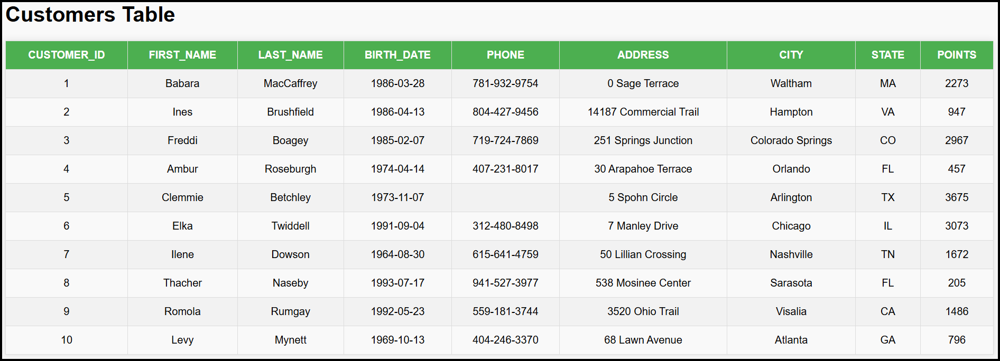 Customers Table
CUSTOMER_ID FIRST_NAME LAST_NAME BIRTH_DATE PHONE ADDRESS CITY STATE POINTS
1 Babara MacCaffrey 1986-03-28 781-932-9754 0 Sage Terrace Waltham MA 2273
2 Ines Brushfield 1986-04-13 804-427-9456 14187 Commercial Trail Hampton VA 947
3 Freddi Boagey 1985-02-07 719-724-7869 251 Springs Junction Colorado Springs CO 2967
4 Ambur Roseburgh 1974-04-14 407-231-8017 30 Arapahoe Terrace Orlando FL 457
5 Clemmie Betchley 1973-11-07 5 Spohn Circle Arlington TX 3675
6 Elka Twiddell 1991-09-04 312-480-8498 7 Manley Drive Chicago IL 3073
7 Ilene Dowson 1964-08-30 615-641-4759 50 Lillian Crossing Nashville TN 1672
8 Thacher Naseby 1993-07-17 941-527-3977 538 Mosinee Center Sarasota FL 205
9 Romola Rumgay 1992-05-23 559-181-3744 3520 Ohio Trail Visalia CA 1486
10 Levy Mynett 1969-10-13 404-246-3370 68 Lawn Avenue Atlanta GA 796